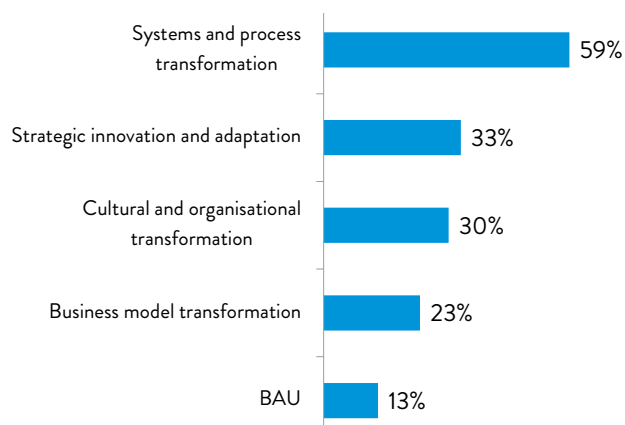 Systems and process
transformation
59%
Strategic innovation and adaptation
33%
Cultural and organisational
transformation
30%
Business model transformation
23%
BAU
13%